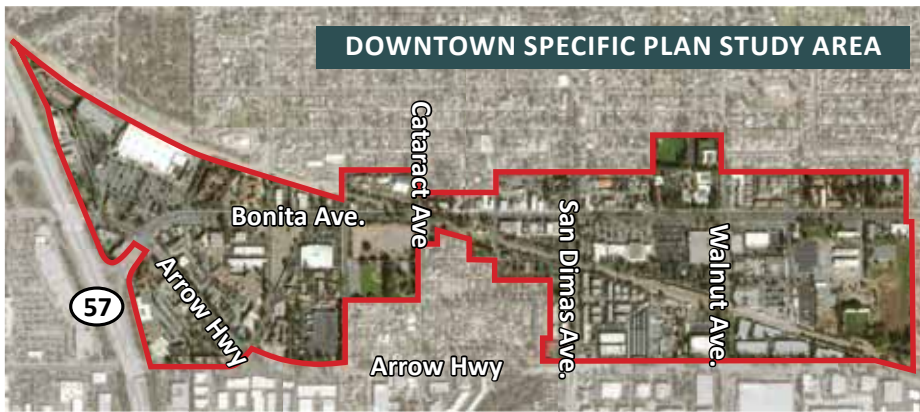 DOWNTOWN SPECIFIC PLAN STUDY AREA
Cataract Ave
Bonita Ave.
San Dimas Ave.
Walnut Ave.
Arrow Hwy
57
Arrow Hwy